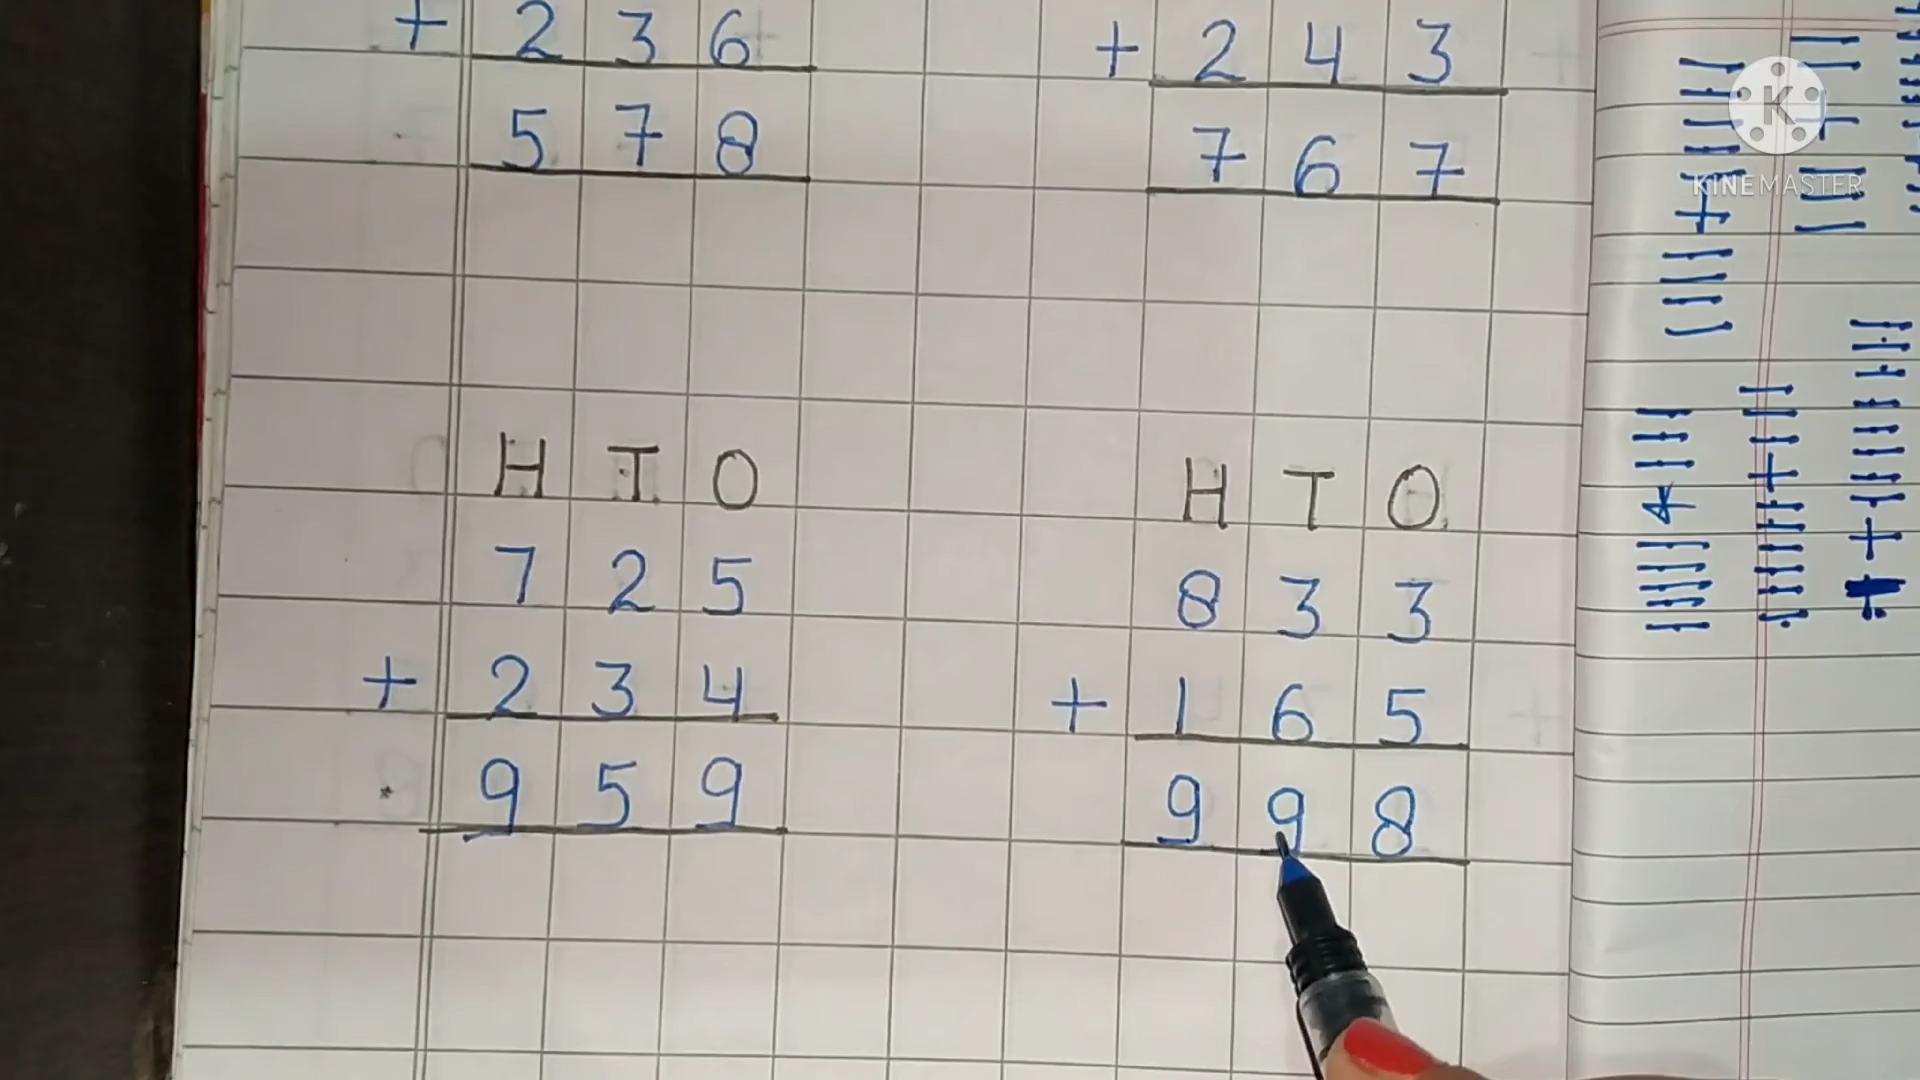 + 2 3 6
5 7 8
+ 2 4 3
7 6 7
H T O
7 2 5
+ 2 3 4
9 5 9
H T O
8 3 3
+ 1 6 5
9 9 8
K
KINEMASTER